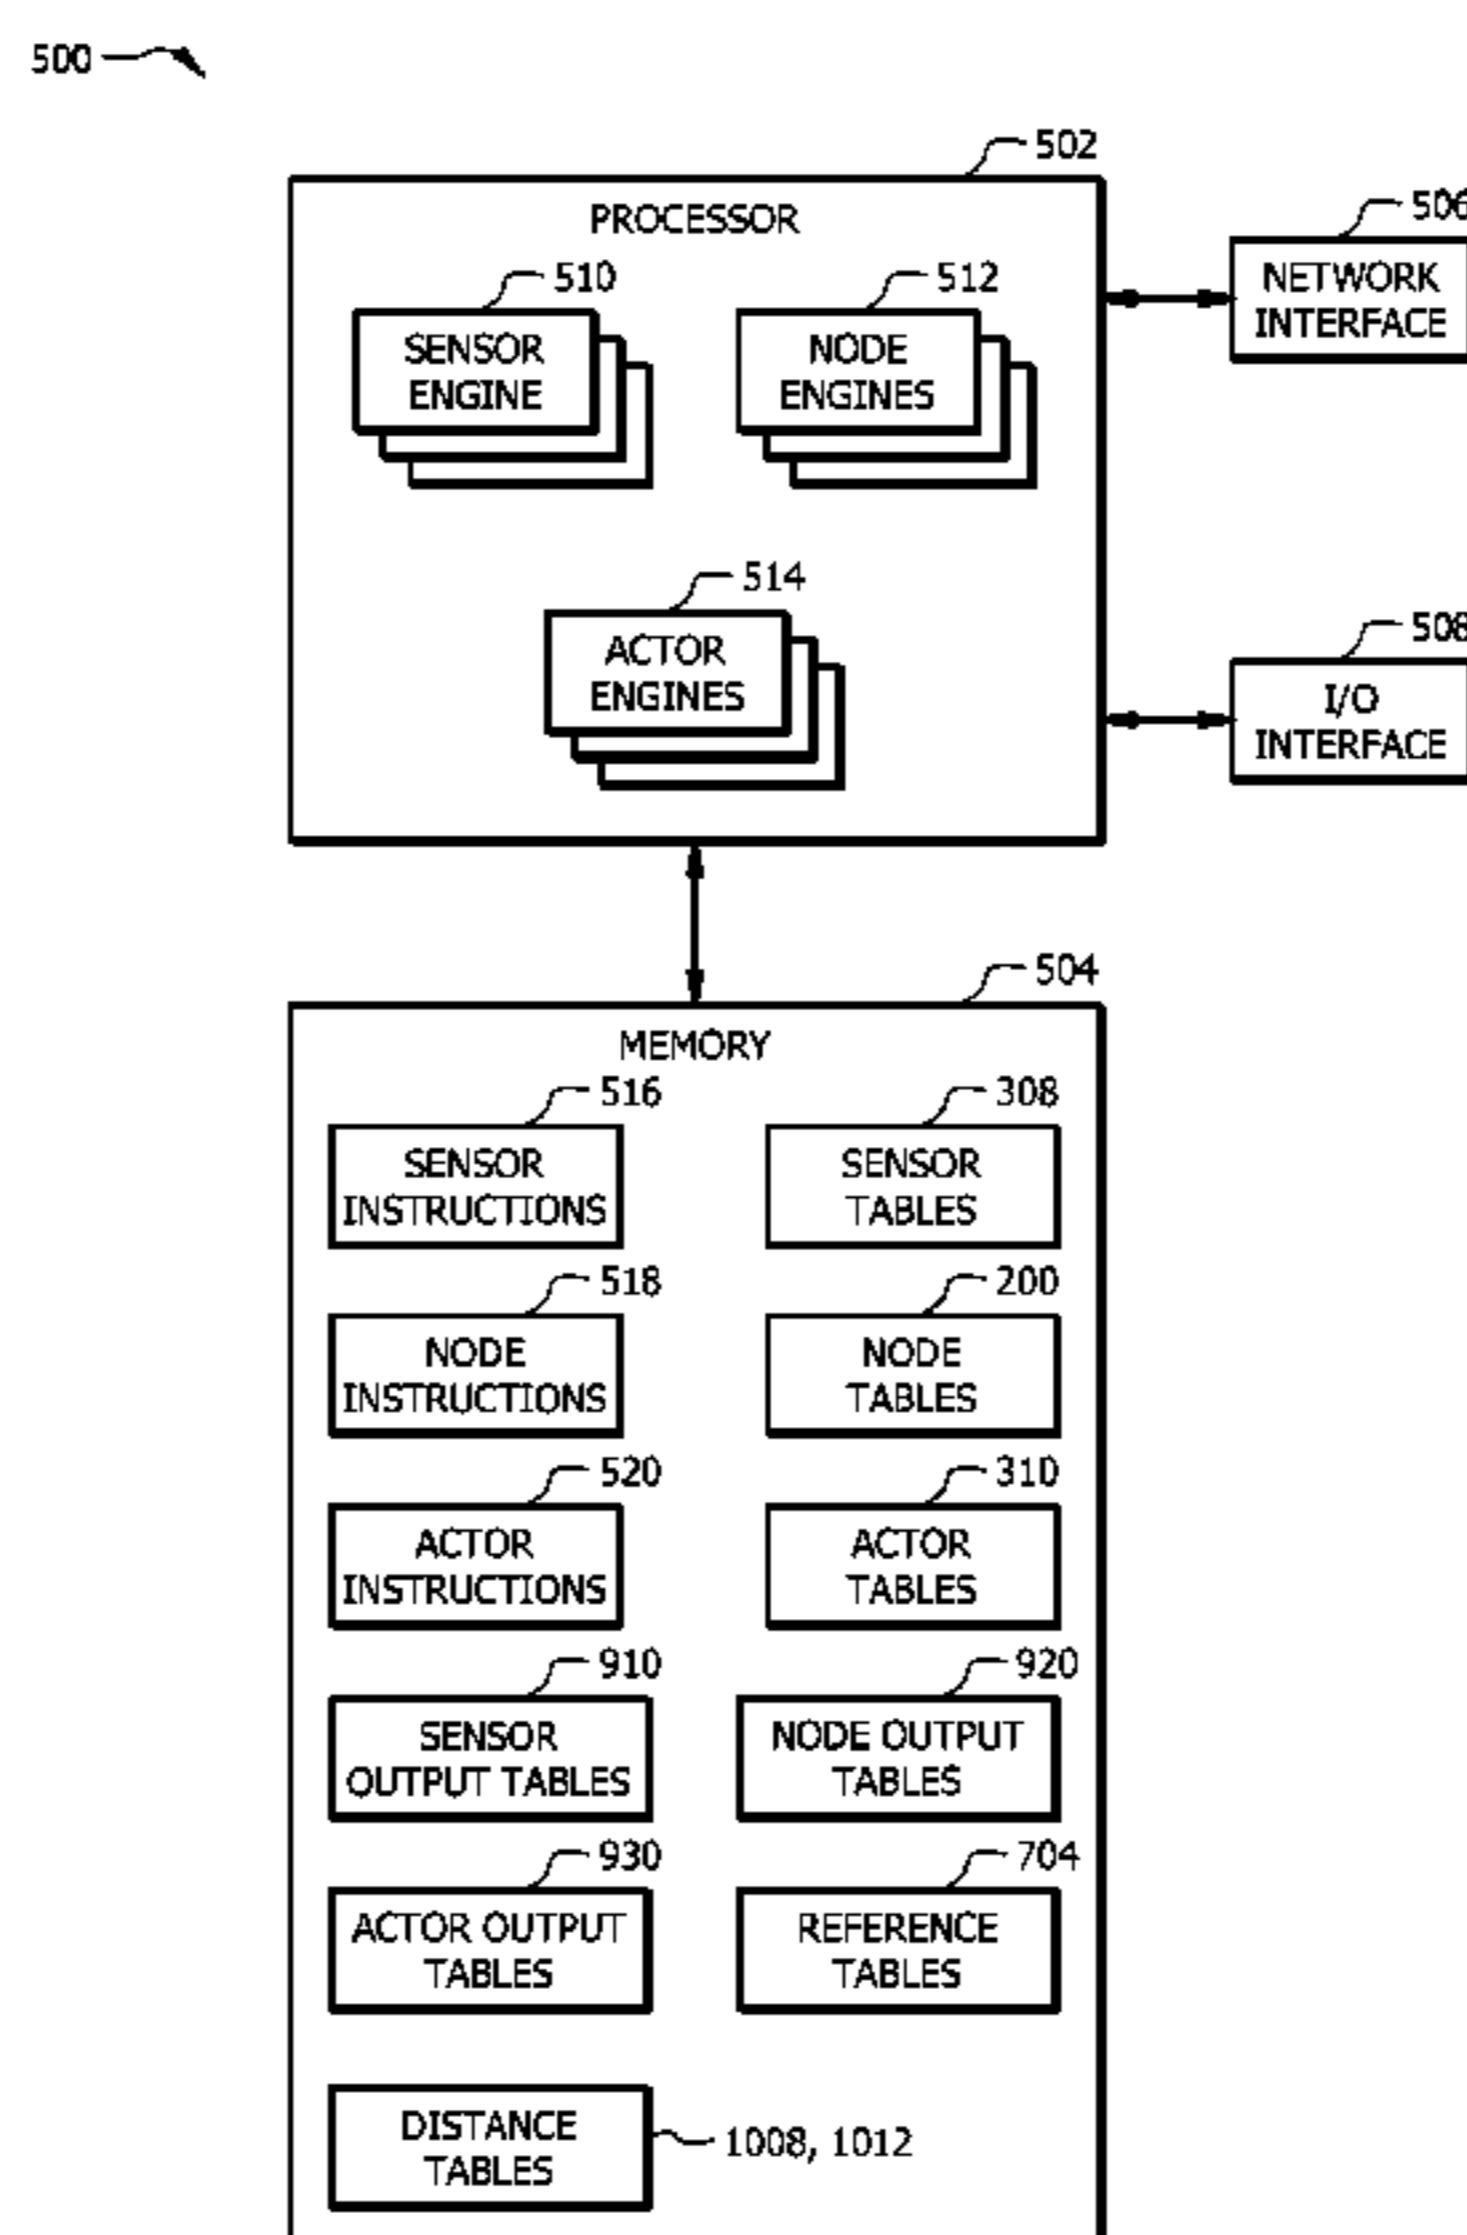 500
502
PROCESSOR
506
NETWORK
INTERFACE
510
SENSOR
ENGINE
512
NODE
ENGINES
514
ACTOR
ENGINES
508
I/O
INTERFACE
504
MEMORY
516
SENSOR
INSTRUCTIONS
308
SENSOR
TABLES
518
NODE
INSTRUCTIONS
200
NODE
TABLES
520
ACTOR
INSTRUCTIONS
310
ACTOR
TABLES
910
SENSOR
OUTPUT TABLES
920
NODE OUTPUT
TABLES
930
ACTOR OUTPUT
TABLES
704
REFERENCE
TABLES
DISTANCE
TABLES
1008, 1012